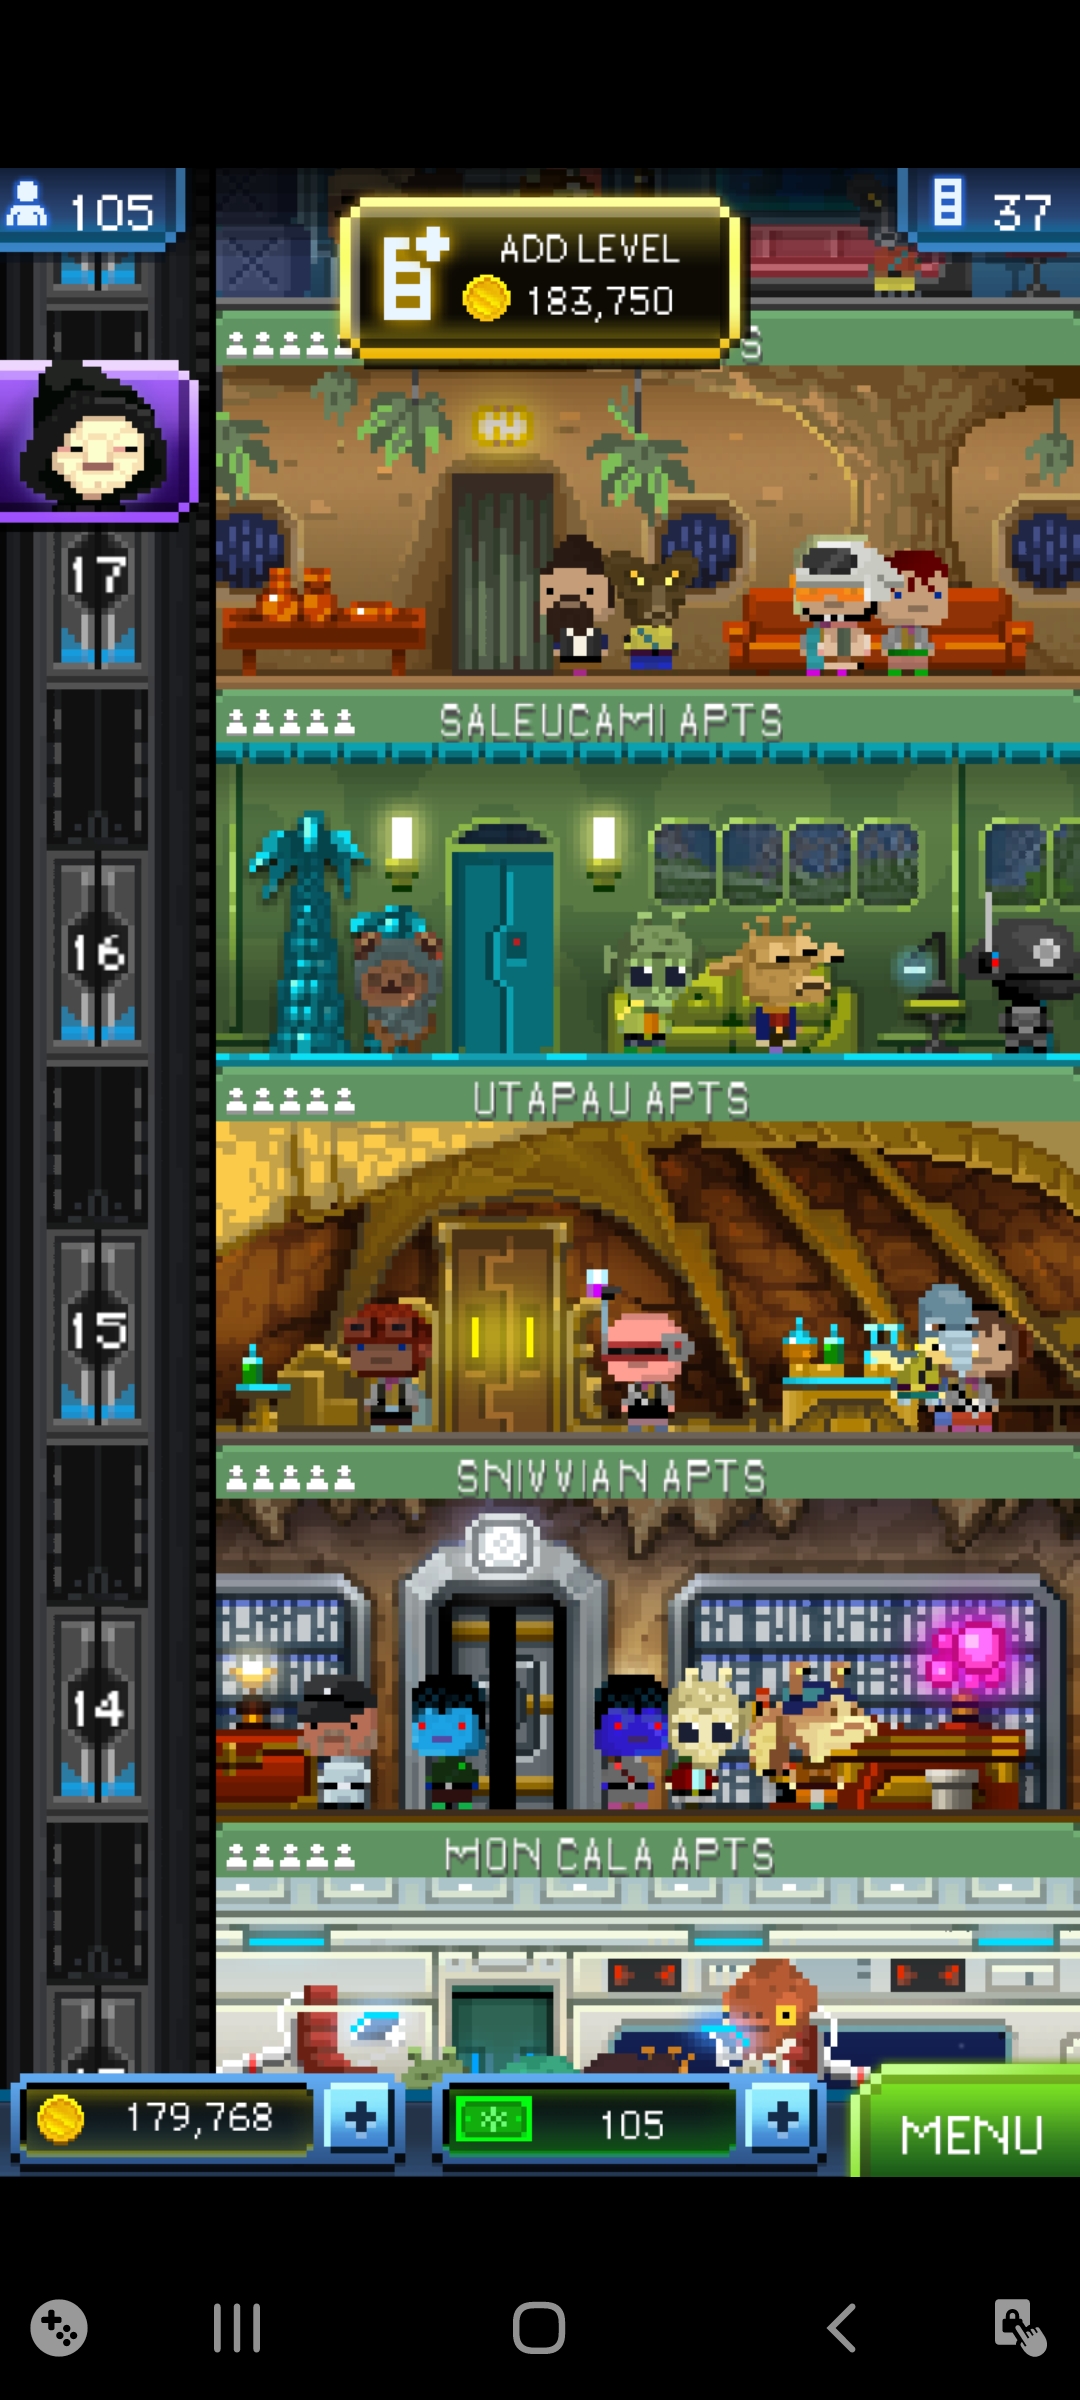 105
37
ADD LEVEL
183,750
S
17
SALEUCAMI APTS
16
UTAPAU APTS
15
SNIVVIAN APTS
14
MON CALA APTS
179,768
105
MENU